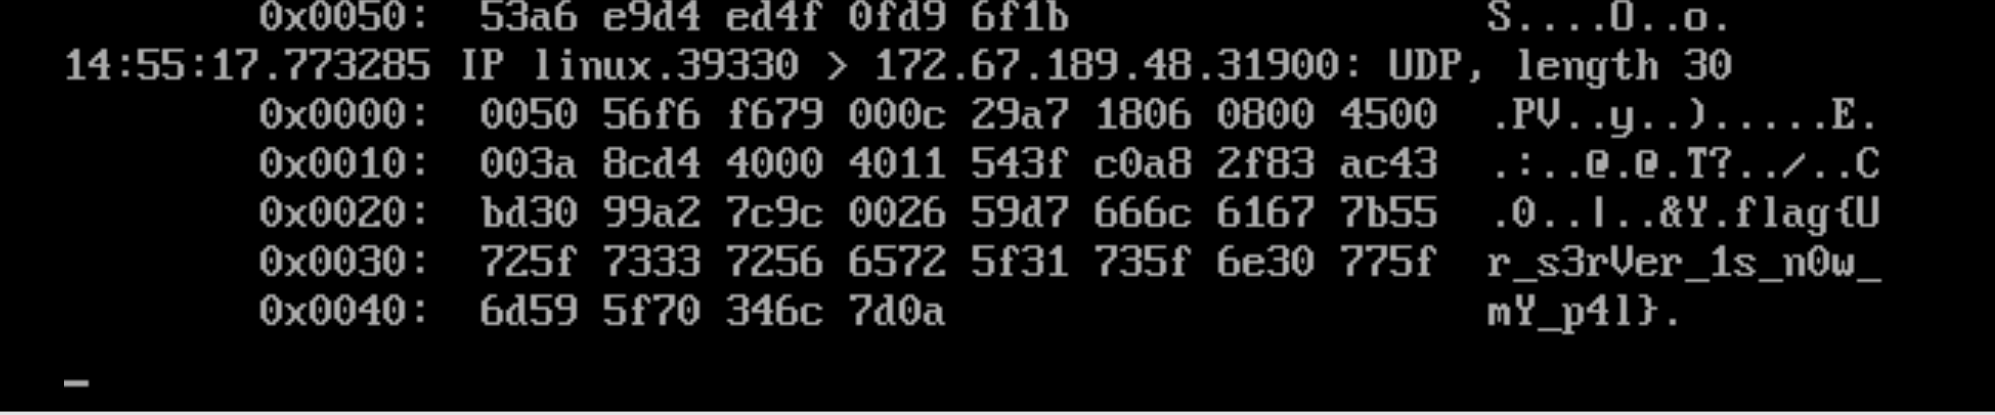 0x0050: 53a6 e9d4 ed4f 0fd9 6f1b S....O..o.
14:55:17.773285 IP linux.39330 > 172.67.189.48.31900: UDP, length 30
0x0000: 0050 56f6 f679 000c 29a7 1806 0800 4500 .PV..y..).....E.
0x0010: 003a 8cd4 4000 4011 543f c0a8 2f83 ac43 .:..@.@.T?../..C
0x0020: bd30 99a2 7c9c 0026 59d7 666c 6167 7b55 .0..|..&Y.flag{U
0x0030: 725f 7333 7256 6572 5f31 735f 6e30 775f r_s3rVer_1s_n0w_
0x0040: 6d59 5f70 346c 7d0a mY_p4l}.